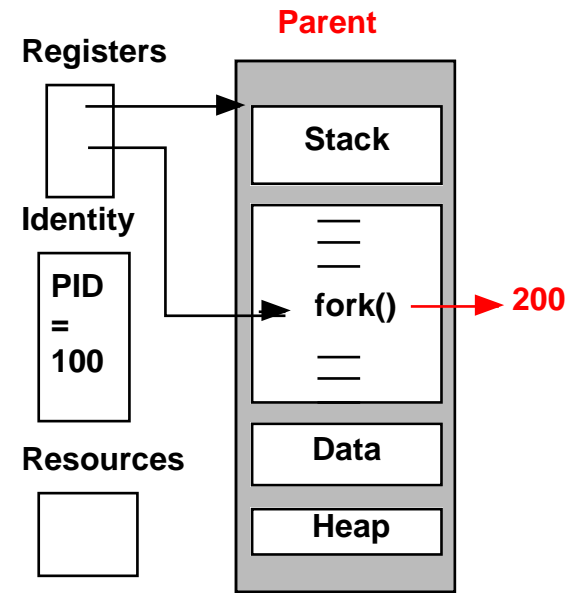 Parent
Registers
Stack
Identity
PID
=
100
fork()
200
Resources
Data
Heap